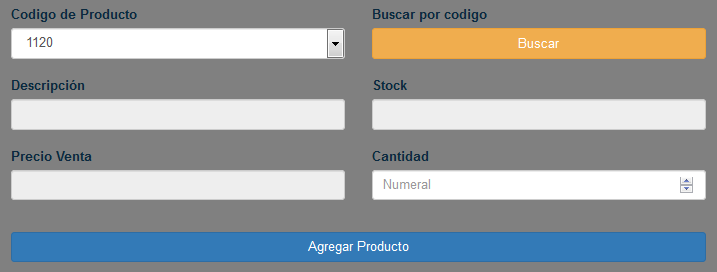 Codigo de Producto
Buscar por codigo
1120
Buscar
Descripción
Stock
Precio Venta
Cantidad
Numeral
Agregar Producto